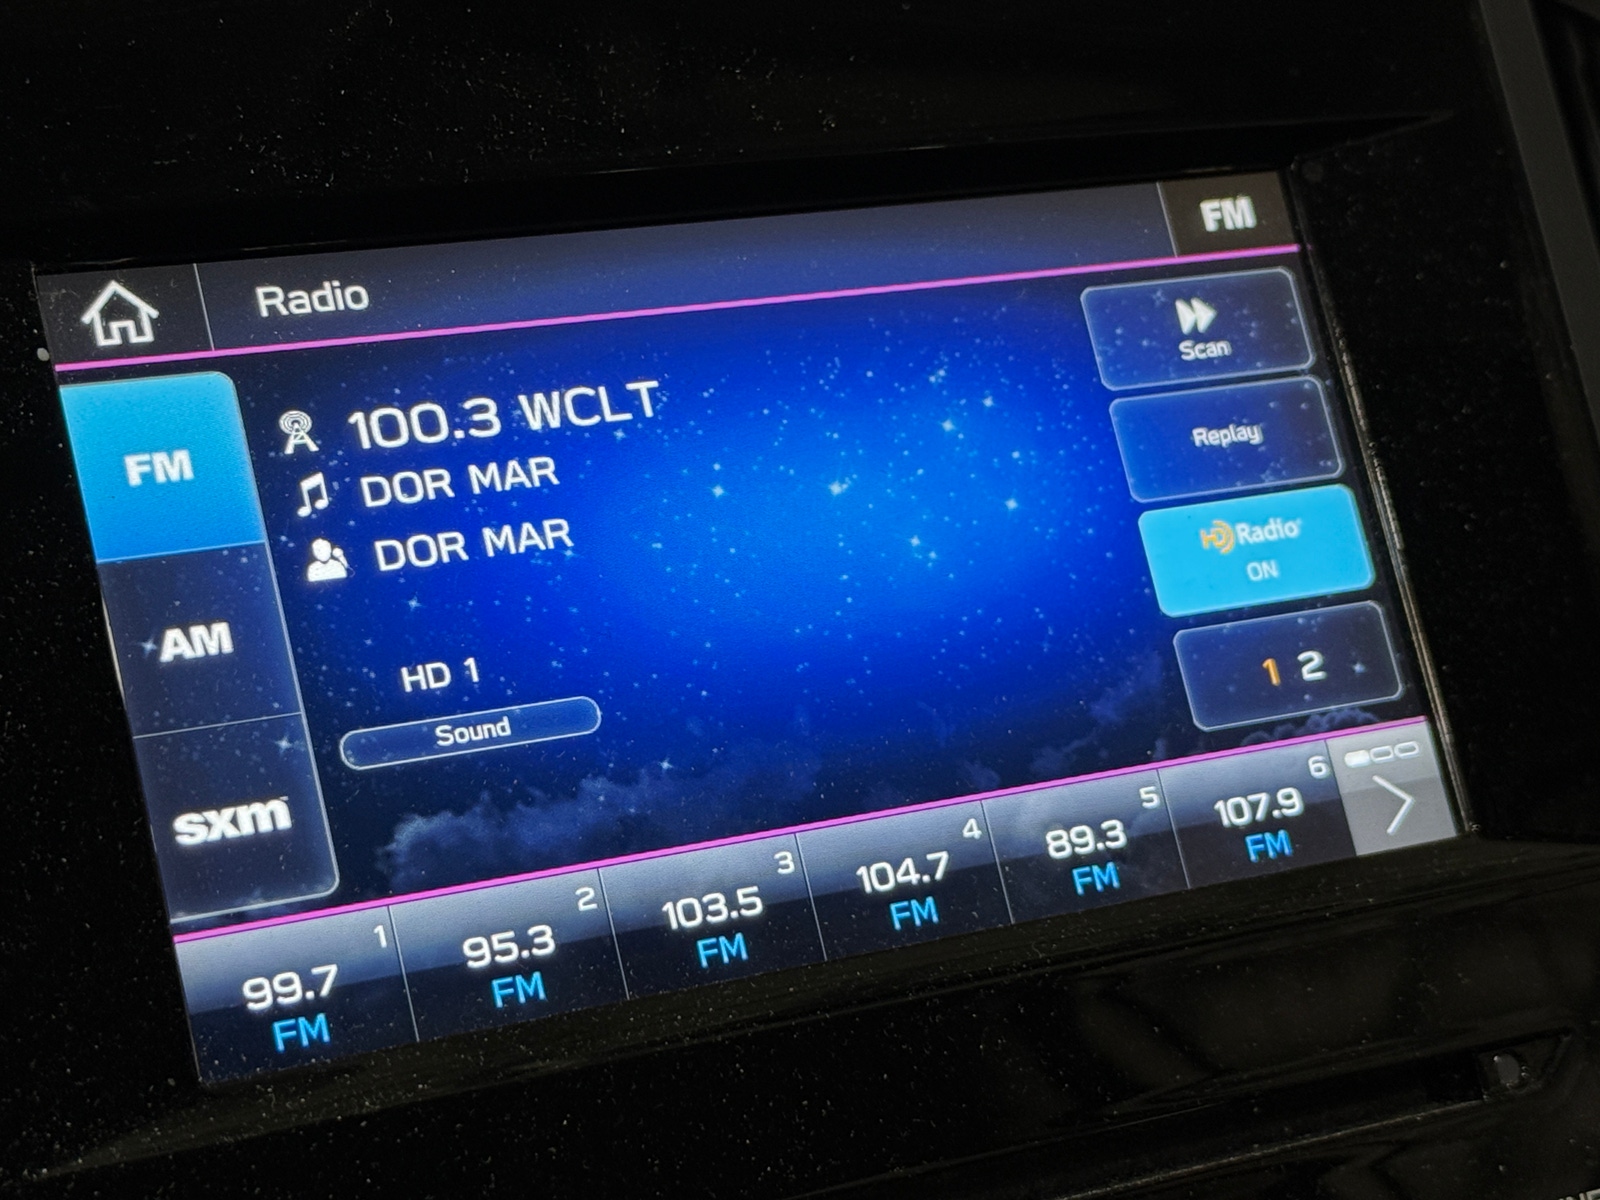 Radio
FM
100.3 WCLT
DOR MAR
DOR MAR
HD 1
Sound
FM
AM
sxm
Scan
Replay
HD Radio
ON
1 2
1
99.7
FM
2
95.3
FM
3
103.5
FM
4
104.7
FM
5
89.3
FM
6
107.9
FM